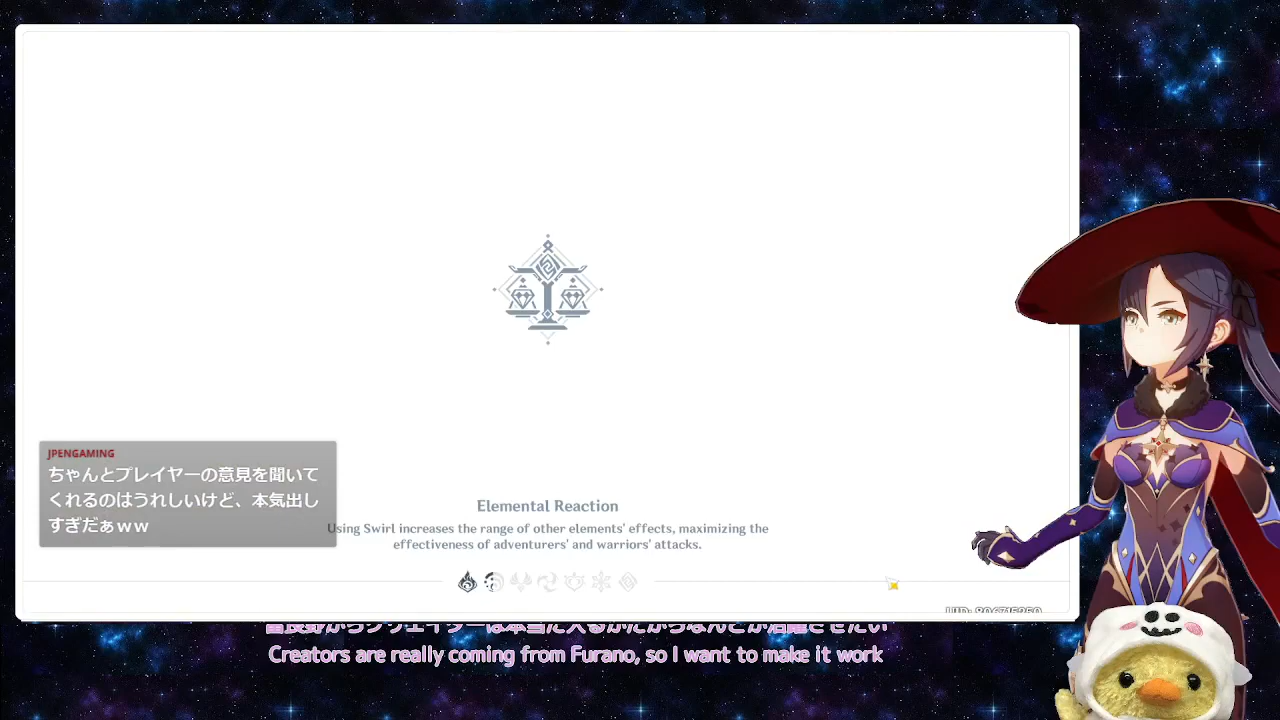 JPENGAMING
ちゃんとプレイヤーの意見を聞いて
くれるのはうれしいけど、本気出し
すぎだぁｗｗ
Elemental Reaction
Using Swirl increases the range of other elements' effects, maximizing the
effectiveness of adventurers' and warriors' attacks.
UID: 806715250
Creators are really coming from Furano, so I want to make it work